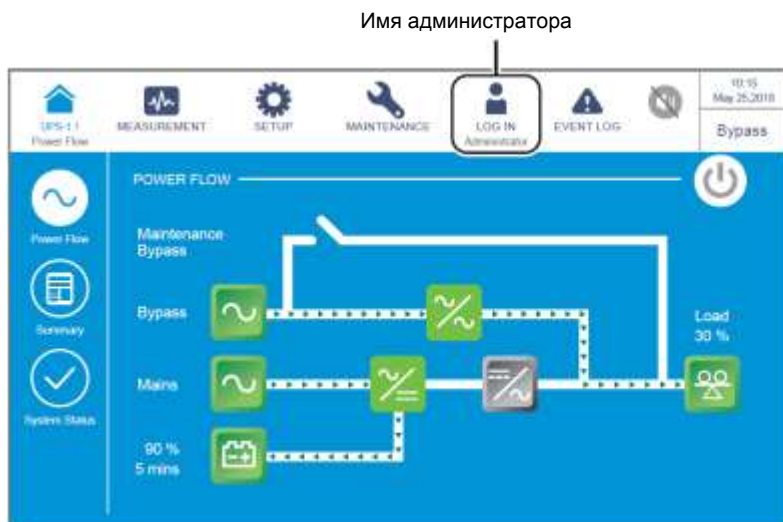 Имя администратора
UPS-1.1
Power Flow
MEASUREMENT
SETUP
MAINTENANCE
LOG IN
Administrator
EVENT LOG
10:15
May 25,2018
Bypass
POWER FLOW
Power Flow
Maintenance
Bypass
Bypass
Load
30 %
Summary
Mains
System Status
90 %
5 mins